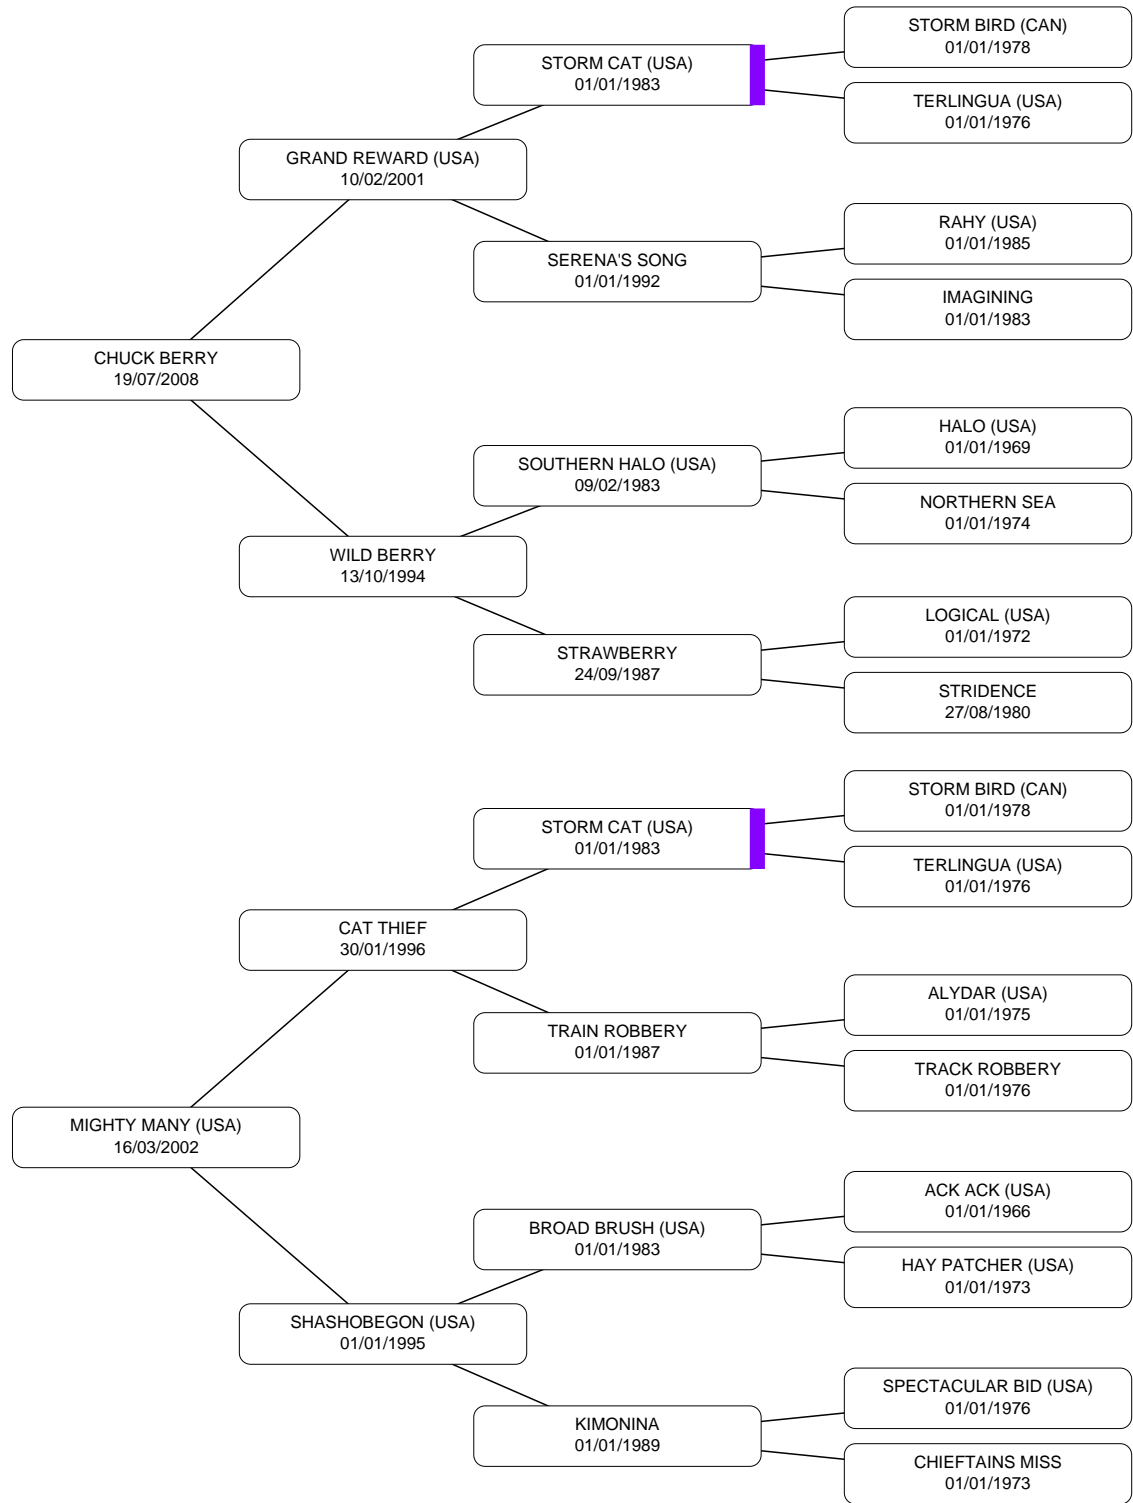 STORM BIRD (CAN)
01/01/1978
STORM CAT (USA)
01/01/1983
TERLINGUA (USA)
01/01/1976
GRAND REWARD (USA)
10/02/2001
RAHY (USA)
01/01/1985
SERENA'S SONG
01/01/1992
IMAGINING
01/01/1983
CHUCK BERRY
19/07/2008
HALO (USA)
01/01/1969
SOUTHERN HALO (USA)
09/02/1983
NORTHERN SEA
01/01/1974
WILD BERRY
13/10/1994
LOGICAL (USA)
01/01/1972
STRAWBERRY
24/09/1987
STRIDENCE
27/08/1980
STORM BIRD (CAN)
01/01/1978
STORM CAT (USA)
01/01/1983
TERLINGUA (USA)
01/01/1976
CAT THIEF
30/01/1996
ALYDAR (USA)
01/01/1975
TRAIN ROBBERY
01/01/1987
TRACK ROBBERY
01/01/1976
MIGHTY MANY (USA)
16/03/2002
ACK ACK (USA)
01/01/1966
BROAD BRUSH (USA)
01/01/1983
HAY PATCHER (USA)
01/01/1973
SHASHOBEGON (USA)
01/01/1995
SPECTACULAR BID (USA)
01/01/1976
KIMONINA
01/01/1989
CHIEFTAINS MISS
01/01/1973